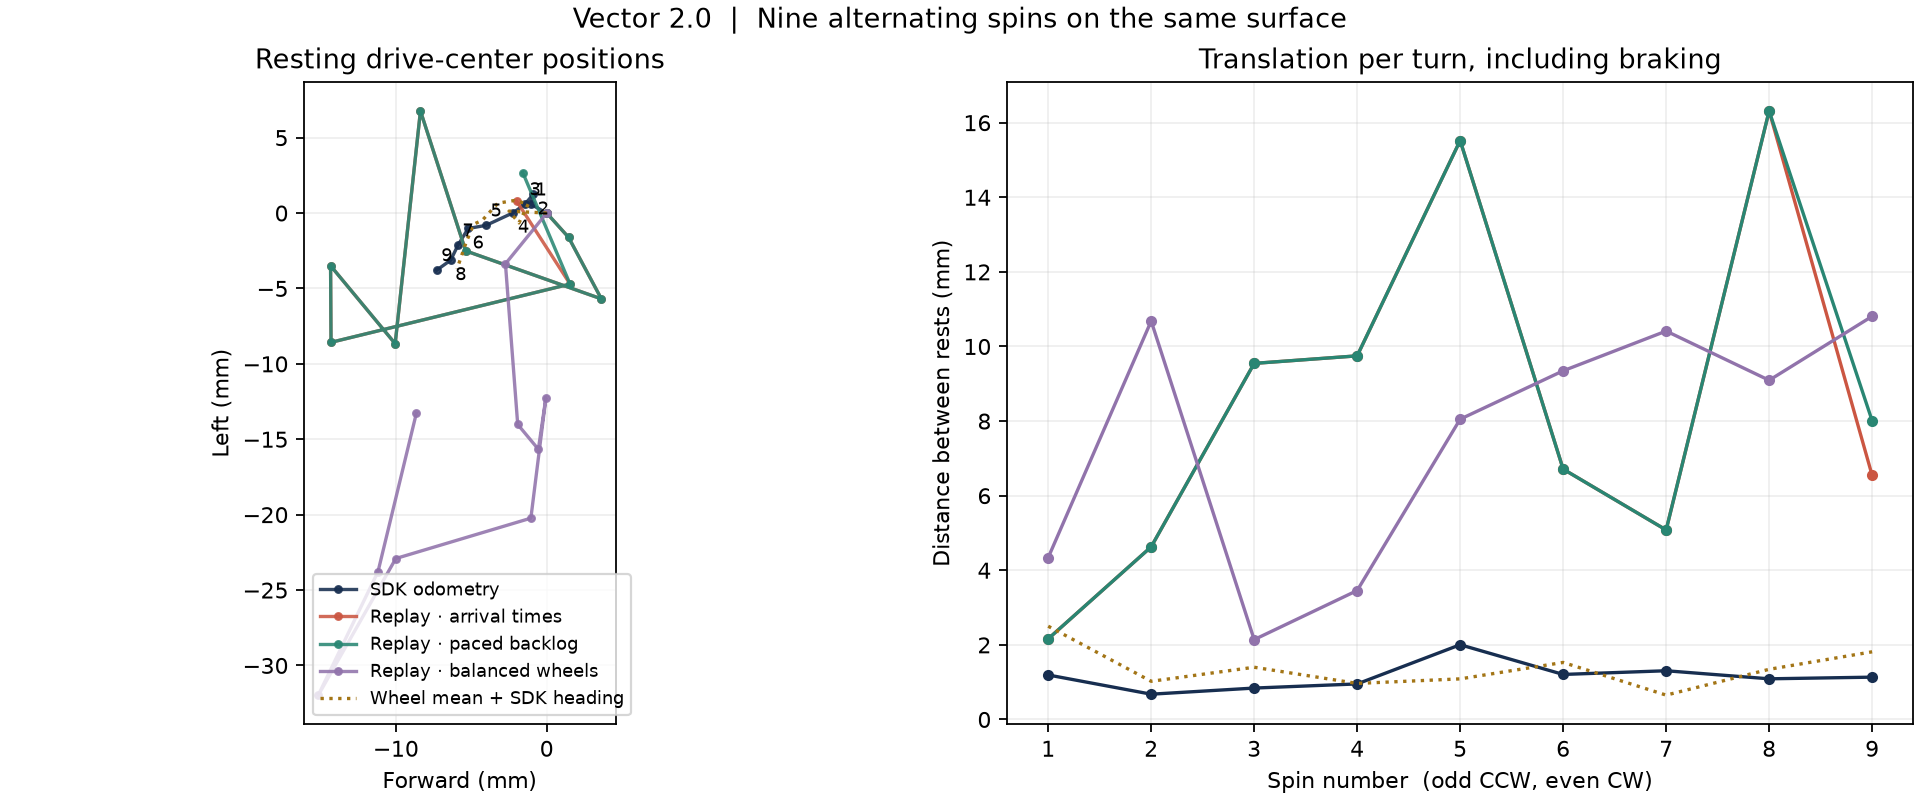 Vector 2.0 | Nine alternating spins on the same surface
Resting drive-center positions
Left (mm)
5
0
−5
−10
−15
−20
−25
−30
3
1
2
5
4
7
6
9
8
SDK odometry
Replay · arrival times
Replay · paced backlog
Replay · balanced wheels
Wheel mean + SDK heading
−10 0
Forward (mm)
Translation per turn, including braking
Distance between rests (mm)
16
14
12
10
8
6
4
2
0
1 2 3 4 5 6 7 8 9
Spin number (odd CCW, even CW)